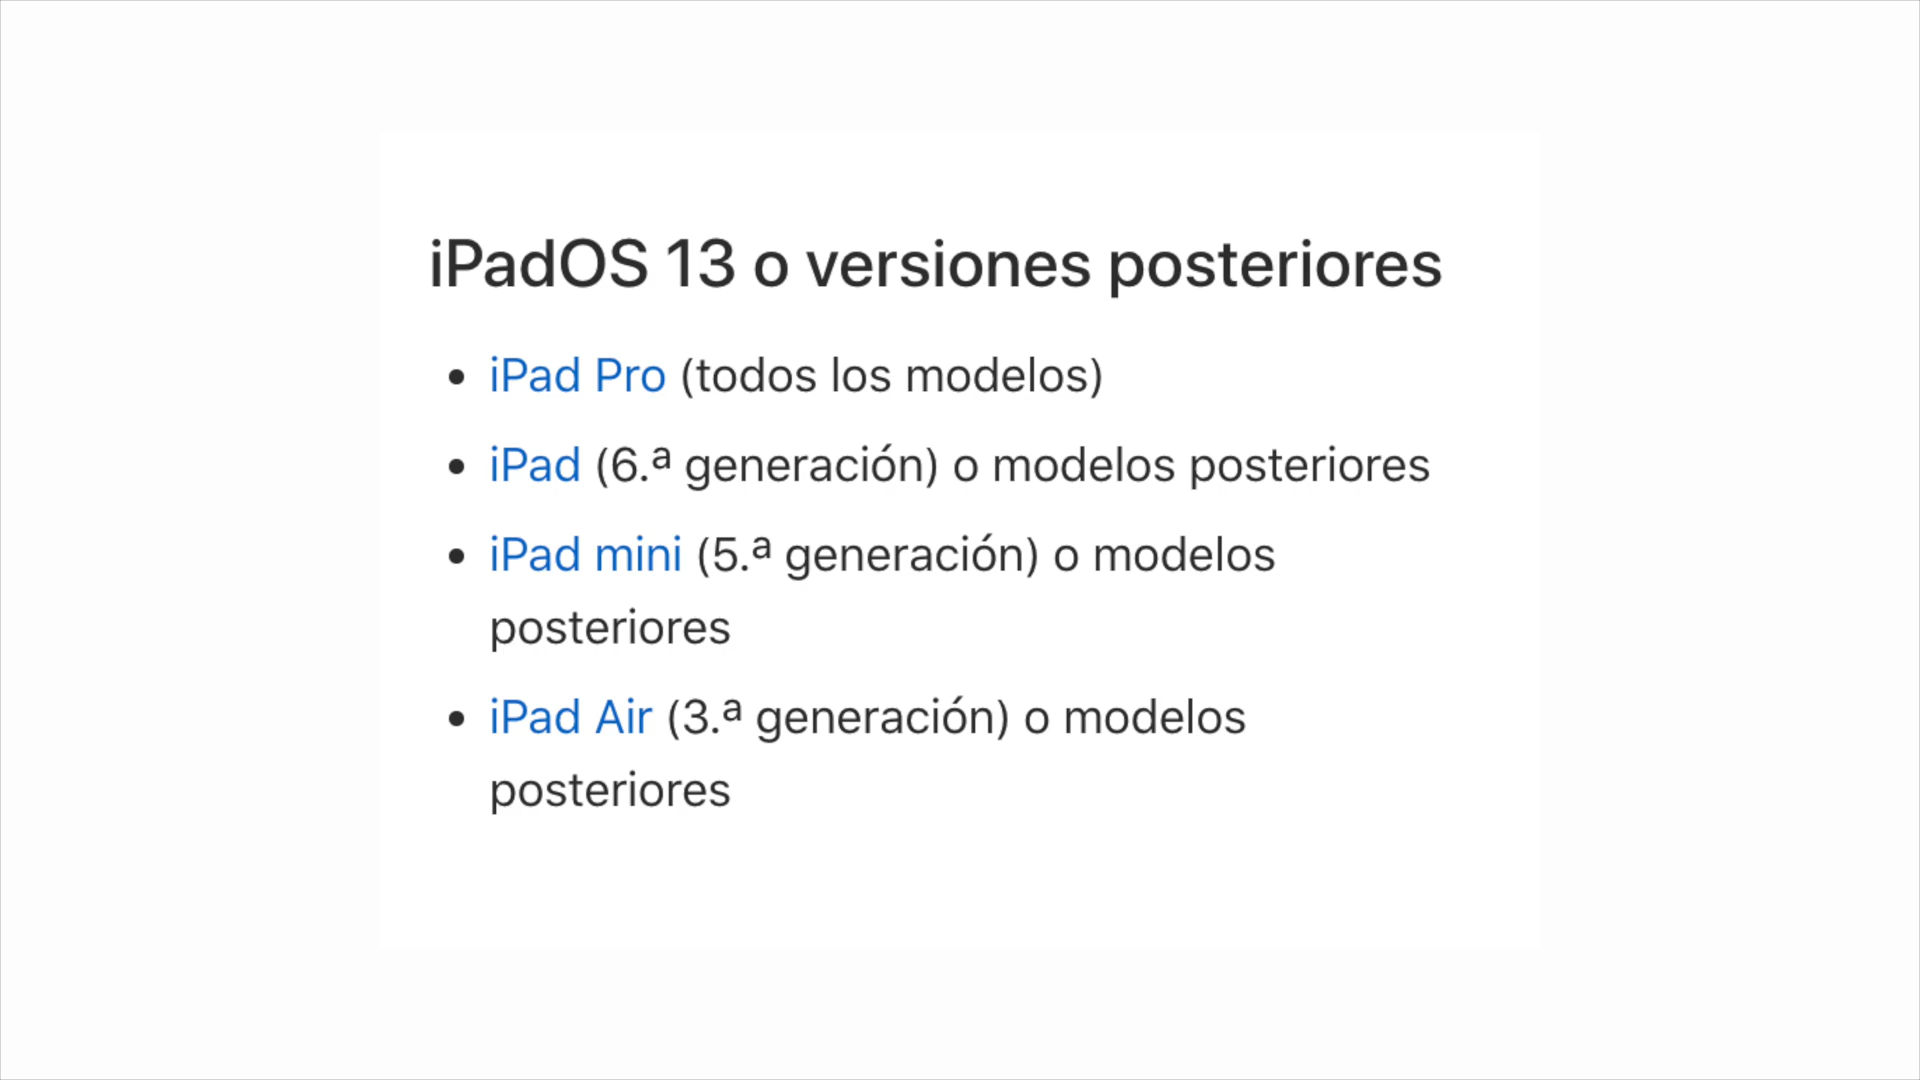 iPadOS 13 o versiones posteriores
• iPad Pro (todos los modelos)
• iPad (6.ª generación) o modelos posteriores
• iPad mini (5.ª generación) o modelos
posteriores
• iPad Air (3.ª generación) o modelos
posteriores